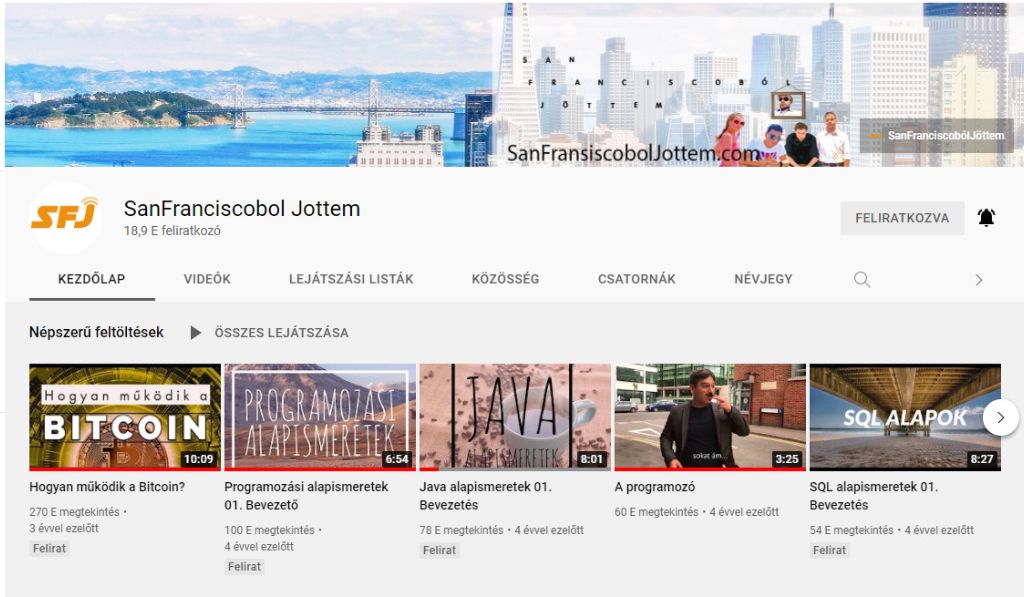 SAN
FRANCISCOBÓL
JÖTTEM
SanFransiscobolJottem.com
SanFranciscobólJöttem
SFJ
SanFranciscobol Jottem
18,9 E feliratkozó
FELIRATKOZVA
KEZDŐLAP VIDEÓK LEJÁTSZÁSI LISTÁK KÖZÖSSÉG CSATORNÁK NÉVJEGY
Népszerű feltöltések ÖSSZES LEJÁTSZÁSA
Hogyan működik a
BITCOIN
10:09
PROGRAMOZÁSI
ALAPISMERETEK
6:54
JAVA
ALAPISMERETEK
8:01
sokat ám...
3:25
SQL ALAPOK
8:27
Hogyan működik a Bitcoin?
270 E megtekintés •
3 évvel ezelőtt
Felirat
Programozási alapismeretek
01. Bevezető
100 E megtekintés •
4 évvel ezelőtt
Felirat
Java alapismeretek 01.
Bevezetés
78 E megtekintés • 4 évvel ezelőtt
Felirat
A programozó
60 E megtekintés • 4 évvel ezelőtt
SQL alapismeretek 01.
Bevezetés
54 E megtekintés • 4 évvel ezelőtt
Felirat